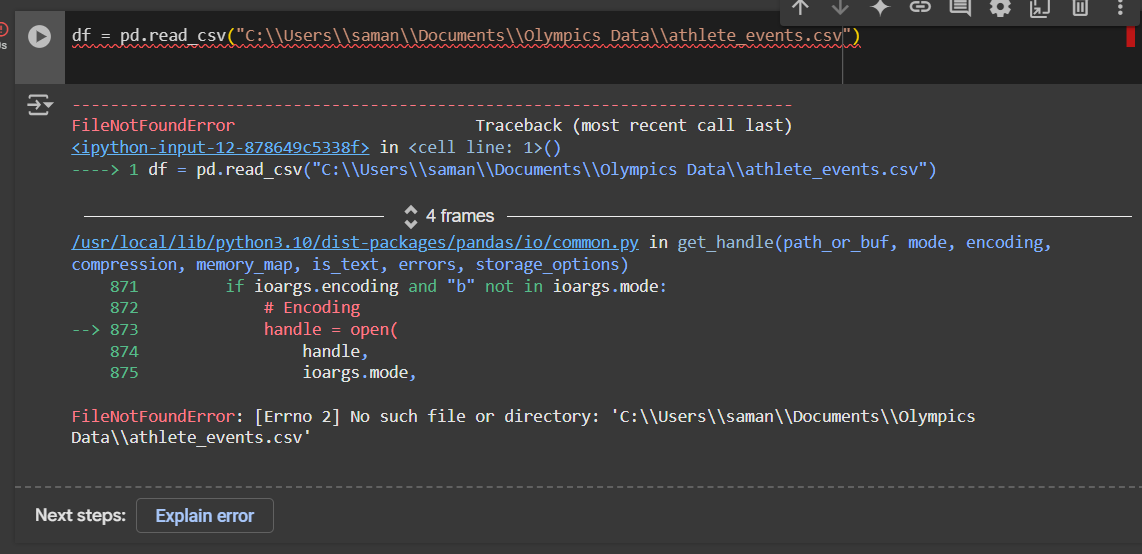 df = pd.read_csv("C:\\Users\\saman\\Documents\\Olympics Data\\athlete_events.csv")
---------------------------------------------------------------------------
FileNotFoundError                         Traceback (most recent call last)
<ipython-input-12-878649c5338f> in <cell line: 1>()
----> 1 df = pd.read_csv("C:\\Users\\saman\\Documents\\Olympics Data\\athlete_events.csv")
4 frames
/usr/local/lib/python3.10/dist-packages/pandas/io/common.py in get_handle(path_or_buf, mode, encoding,
compression, memory_map, is_text, errors, storage_options)
    871         if ioargs.encoding and "b" not in ioargs.mode:
    872             # Encoding
--> 873             handle = open(
    874                 handle,
    875                 ioargs.mode,
FileNotFoundError: [Errno 2] No such file or directory: 'C:\\Users\\saman\\Documents\\Olympics
Data\\athlete_events.csv'
Next steps: Explain error